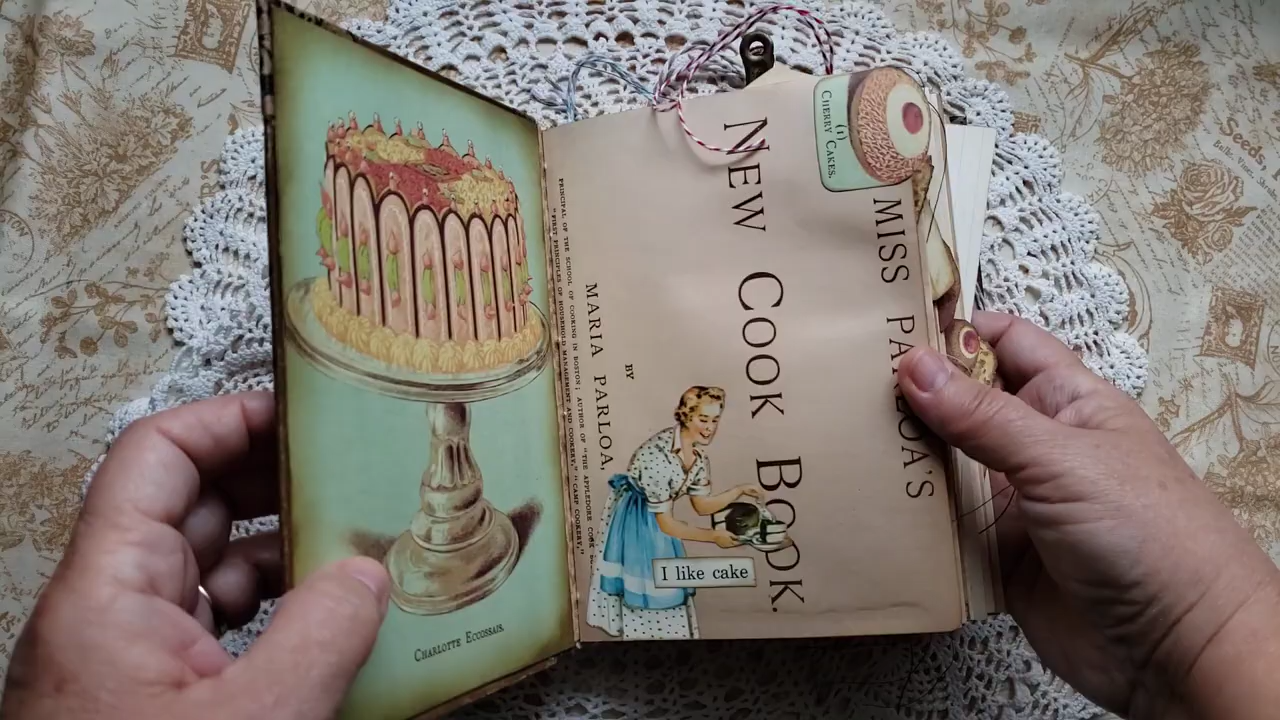 CHARLOTTE ECCOSSAIS.
MISS PARLOA'S
NEW COOK BOOK.
BY
MARIA PARLOA,
PRINCIPAL OF THE SCHOOL OF COOKING IN BOSTON; AUTHOR OF "THE APPLEDORE COOK
"FIRST PRINCIPLES OF HOUSEHOLD MANAGEMENT AND COOKERY," "CAMP COOKERY,"
(1)
CHERRY CAKES.
I like cake
Seeds